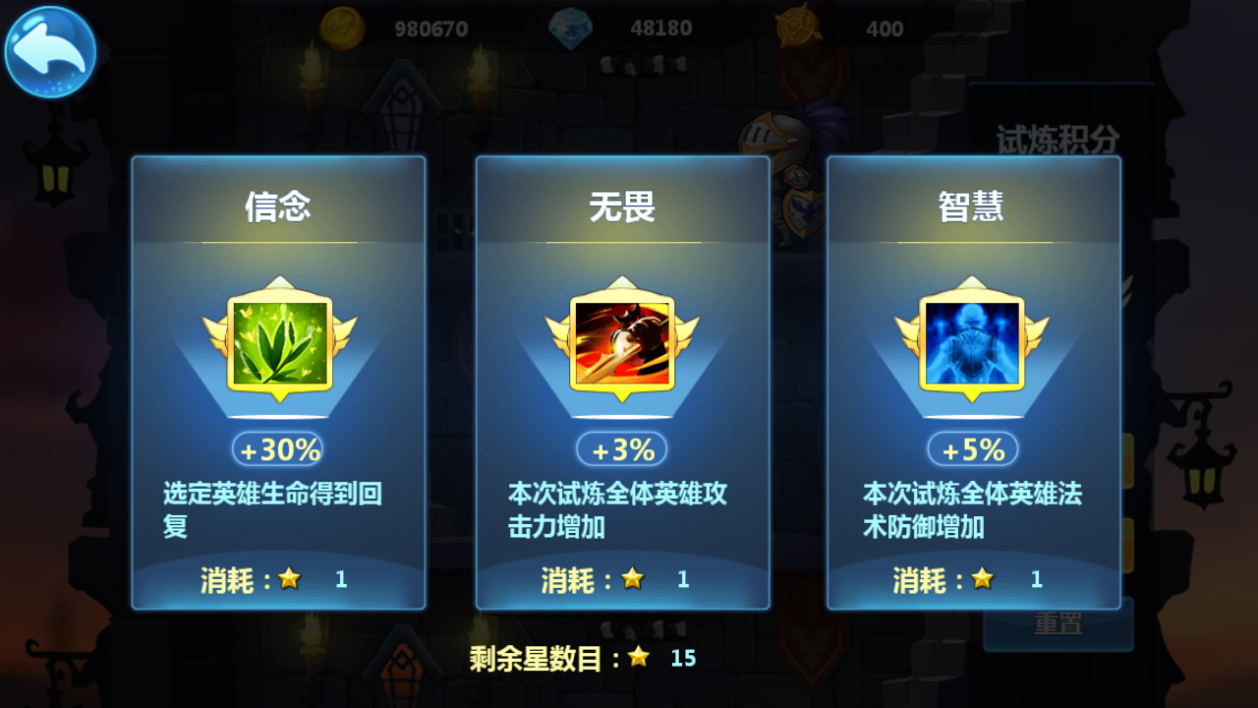 980670
48180
400
试炼积分
信念
无畏
智慧
+30%
+3%
+5%
选定英雄生命得到回
复
本次试炼全体英雄攻
击力增加
本次试炼全体英雄法
术防御增加
消耗：1
消耗：1
消耗：1
重置
剩余星数目：15